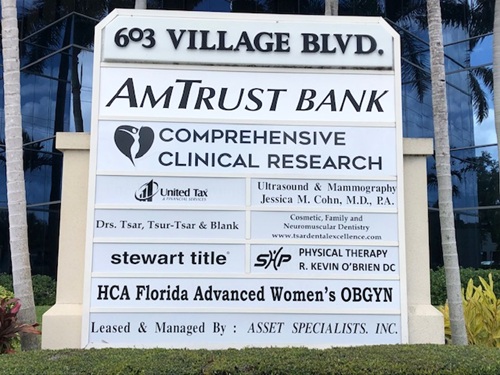 603 VILLAGE BLVD.
AMTRUST BANK
COMPREHENSIVE
CLINICAL RESEARCH
United Tax
& FINANCIAL SERVICES
Ultrasound & Mammography
Jessica M. Cohn, M.D., P.A.
Drs. Tsar, Tsur-Tsar & Blank
Cosmetic, Family and
Neuromuscular Dentistry
www.tsardentalexcellence.com
stewart title®
SXP PHYSICAL THERAPY
R. KEVIN O'BRIEN DC
HCA Florida Advanced Women's OBGYN
Leased & Managed By : ASSET SPECIALISTS. INC.